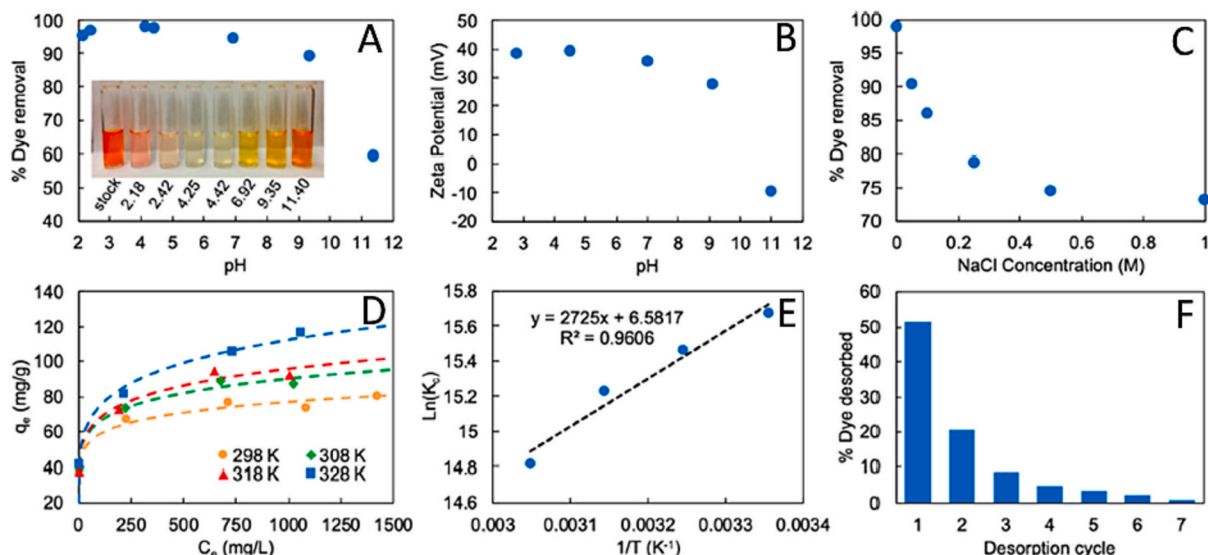 A
% Dye removal
100
90
80
70
60
50
40
stock
2.18
2.42
4.25
4.42
6.92
9.35
11.40
2 3 4 5 6 7 8 9 10 11 12
pH
B
Zeta Potential (mV)
50
40
30
20
10
0
-10
-20
2 3 4 5 6 7 8 9 10 11 12
pH
C
% Dye removal
100
95
90
85
80
75
70
0 0.2 0.4 0.6 0.8 1
NaCl Concentration (M)
D
qe (mg/g)
140
120
100
80
60
40
20
298 K 308 K
318 K 328 K
0 250 500 750 1000 1250 1500
Ce (mg/L)
E
Ln(Kc)
15.8
15.6
15.4
15.2
15
14.8
14.6
y = 2725x + 6.5817
R² = 0.9606
0.003 0.0031 0.0032 0.0033 0.0034
1/T (K-1)
F
% Dye desorbed
60
50
40
30
20
10
0
1 2 3 4 5 6 7
Desorption cycle